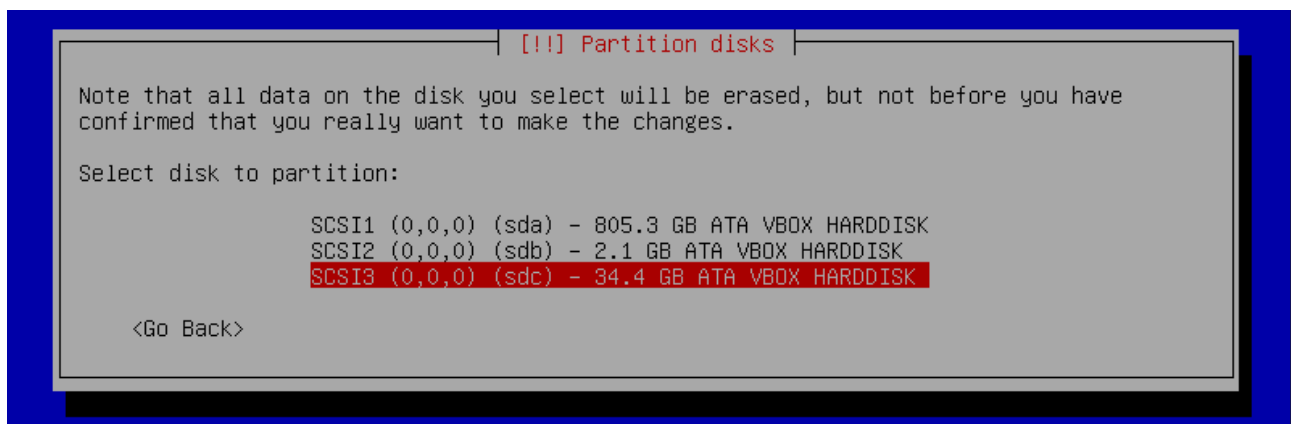 [!!] Partition disks
Note that all data on the disk you select will be erased, but not before you have
confirmed that you really want to make the changes.
Select disk to partition:
SCSI1 (0,0,0) (sda) - 805.3 GB ATA VBOX HARDDISK
SCSI2 (0,0,0) (sdb) - 2.1 GB ATA VBOX HARDDISK
SCSI3 (0,0,0) (sdc) - 34.4 GB ATA VBOX HARDDISK
<Go Back>